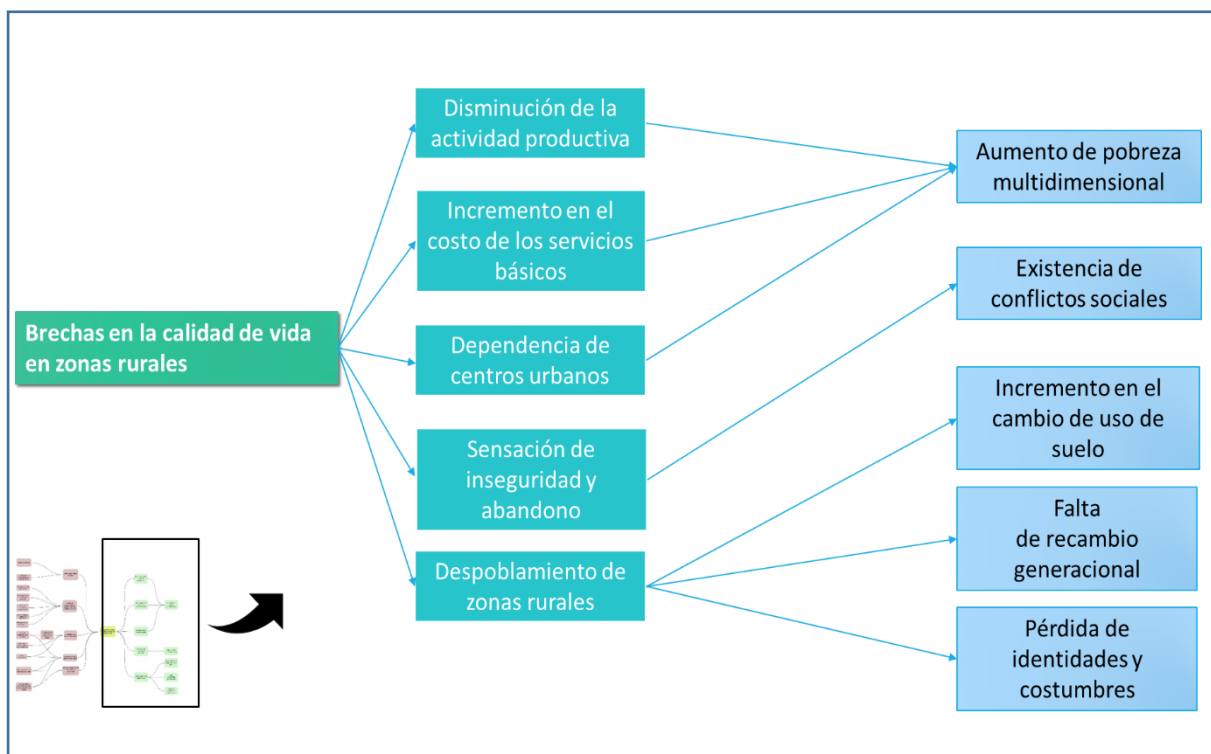 Disminución de la
actividad productiva
Incremento en el
costo de los servicios
básicos
Brechas en la calidad de vida
en zonas rurales
Dependencia de
centros urbanos
Sensación de
inseguridad y
abandono
Despoblamiento de
zonas rurales
Aumento de pobreza
multidimensional
Existencia de
conflictos sociales
Incremento en el
cambio de uso de
suelo
Falta
de recambio
generacional
Pérdida de
identidades y
costumbres